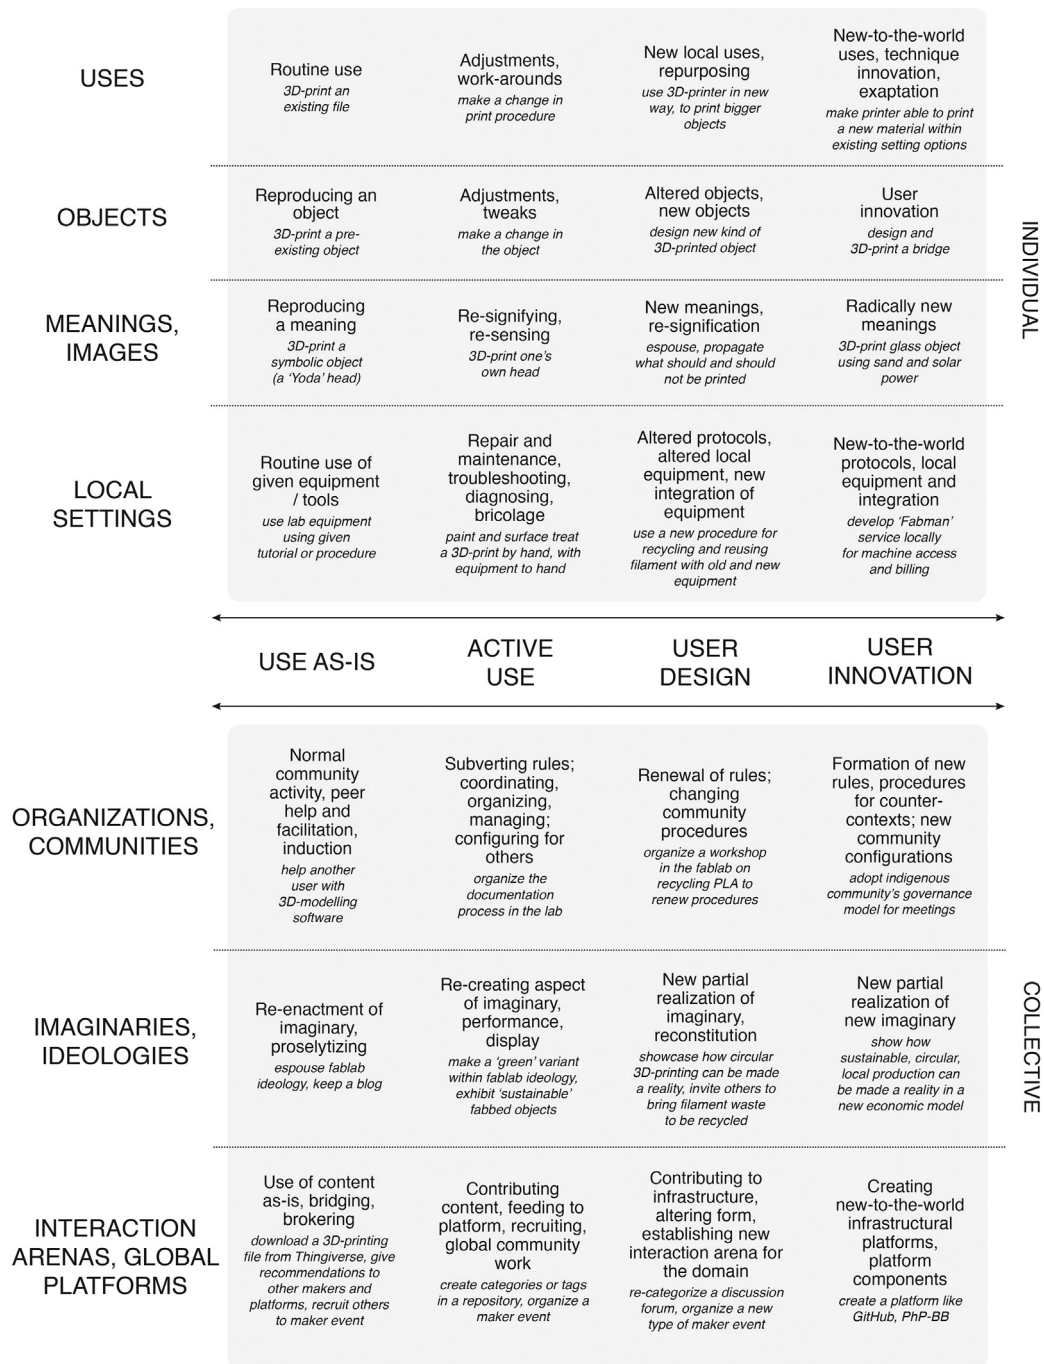 USES
Routine use
3D-print an
existing file
Adjustments,
work-arounds
make a change in
print procedure
New local uses,
repurposing
use 3D-printer in new
way, to print bigger
objects
New-to-the-world
uses, technique
innovation,
exaptation
make printer able to print
a new material within
existing setting options
OBJECTS
Reproducing an
object
3D-print a pre-
existing object
Adjustments,
tweaks
make a change in
the object
Altered objects,
new objects
design new kind of
3D-printed object
User
innovation
design and
3D-print a bridge
MEANINGS,
IMAGES
Reproducing
a meaning
3D-print a
symbolic object
(a ‘Yoda’ head)
Re-signifying,
re-sensing
3D-print one’s
own head
New meanings,
re-signification
espouse, propagate
what should and should
not be printed
Radically new
meanings
3D-print glass object
using sand and solar
power
INDIVIDUAL
LOCAL
SETTINGS
Routine use of
given equipment
/ tools
use lab equipment
using given
tutorial or procedure
Repair and
maintenance,
troubleshooting,
diagnosing,
bricolage
paint and surface treat
a 3D-print by hand, with
equipment to hand
Altered protocols,
altered local
equipment, new
integration of
equipment
use a new procedure for
recycling and reusing
filament with old and new
equipment
New-to-the-world
protocols, local
equipment and
integration
develop ‘Fabman’
service locally
for machine access
and billing
USE AS-IS
ACTIVE
USE
USER
DESIGN
USER
INNOVATION
ORGANIZATIONS,
COMMUNITIES
Normal
community
activity, peer
help and
facilitation,
induction
help another
user with
3D-modelling
software
Subverting rules;
coordinating,
organizing,
managing;
configuring for
others
organize the
documentation
process in the lab
Renewal of rules;
changing
community
procedures
organize a workshop
in the fablab on
recycling PLA to
renew procedures
Formation of new
rules, procedures
for counter-
contexts; new
community
configurations
adopt indigenous
community’s governance
model for meetings
IMAGINARIES,
IDEOLOGIES
Re-enactment of
imaginary,
proselytizing
espouse fablab
ideology, keep a blog
Re-creating aspect
of imaginary,
performance,
display
make a ‘green’ variant
within fablab ideology,
exhibit ‘sustainable’
fabbed objects
New partial
realization of
imaginary,
reconstitution
showcase how circular
3D-printing can be made
a reality, invite others to
bring filament waste
to be recycled
New partial
realization of
new imaginary
show how
sustainable, circular,
local production can
be made a reality in a
new economic model
COLLECTIVE
INTERACTION
ARENAS, GLOBAL
PLATFORMS
Use of content
as-is, bridging,
brokering
download a 3D-printing
file from Thingiverse, give
recommendations to
other makers and
platforms, recruit others
to maker event
Contributing
content, feeding to
platform, recruiting,
global community
work
create categories or tags
in a repository, organize a
maker event
Contributing to
infrastructure,
altering form,
establishing new
interaction arena for
the domain
re-categorize a discussion
forum, organize a new
type of maker event
Creating
new-to-the-world
infrastructural
platforms,
platform
components
create a platform like
GitHub, PhP-BB